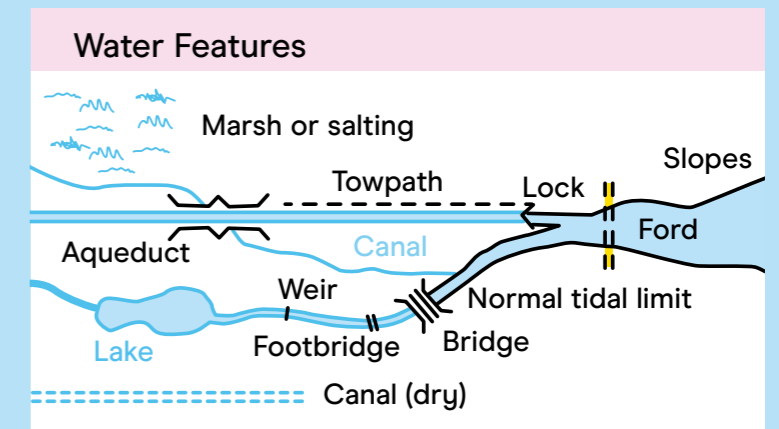 Water Features
Marsh or salting
Slopes
Towpath
Lock
Ford
Aqueduct
Canal
Weir
Normal tidal limit
Lake
Footbridge
Bridge
Canal (dry)